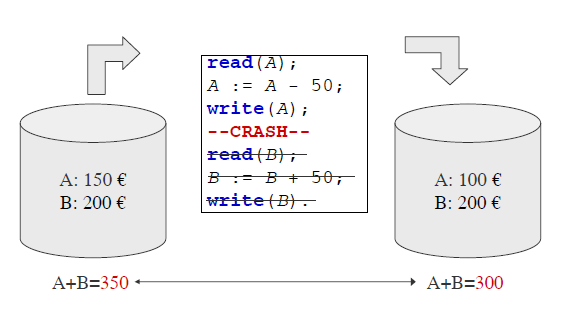 A: 150 €
B: 200 €
A+B=350
read(A);
A := A - 50;
write(A);
--CRASH--
read(B);
B := B + 50;
write(B).
A: 100 €
B: 200 €
A+B=300